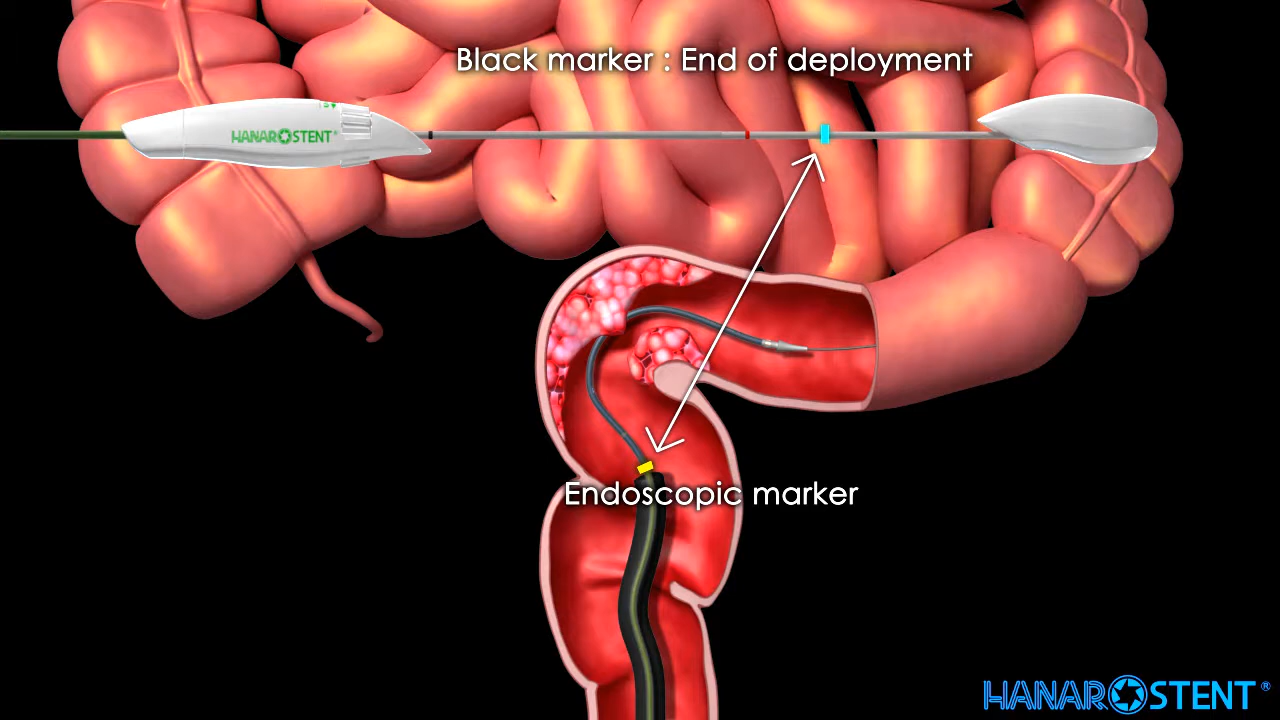 Black marker : End of deployment
HANAROSTENT®
Endoscopic marker
HANAROSTENT®